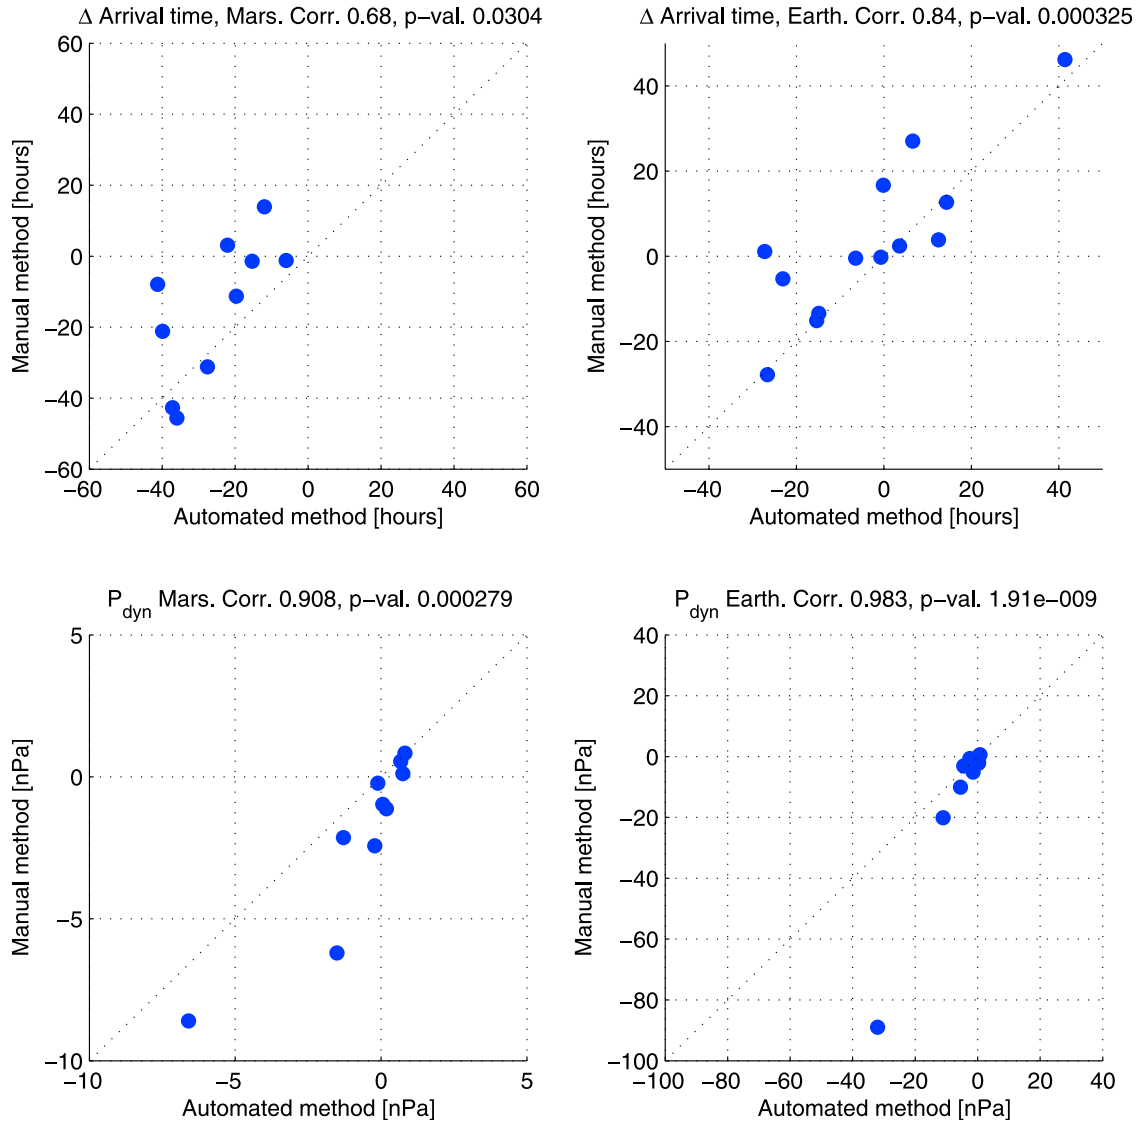 Δ Arrival time, Mars. Corr. 0.68, p−val. 0.0304
60
40
20
0
−20
−40
−60
Manual method [hours]
−60 −40 −20 0 20 40 60
Automated method [hours]
Δ Arrival time, Earth. Corr. 0.84, p−val. 0.000325
40
20
0
−20
−40
Manual method [hours]
−40 −20 0 20 40
Automated method [hours]
P_dyn Mars. Corr. 0.908, p−val. 0.000279
5
0
−5
−10
Manual method [nPa]
−10 −5 0 5
Automated method [nPa]
P_dyn Earth. Corr. 0.983, p−val. 1.91e−009
40
20
0
−20
−40
−60
−80
−100
Manual method [nPa]
−100 −80 −60 −40 −20 0 20 40
Automated method [nPa]